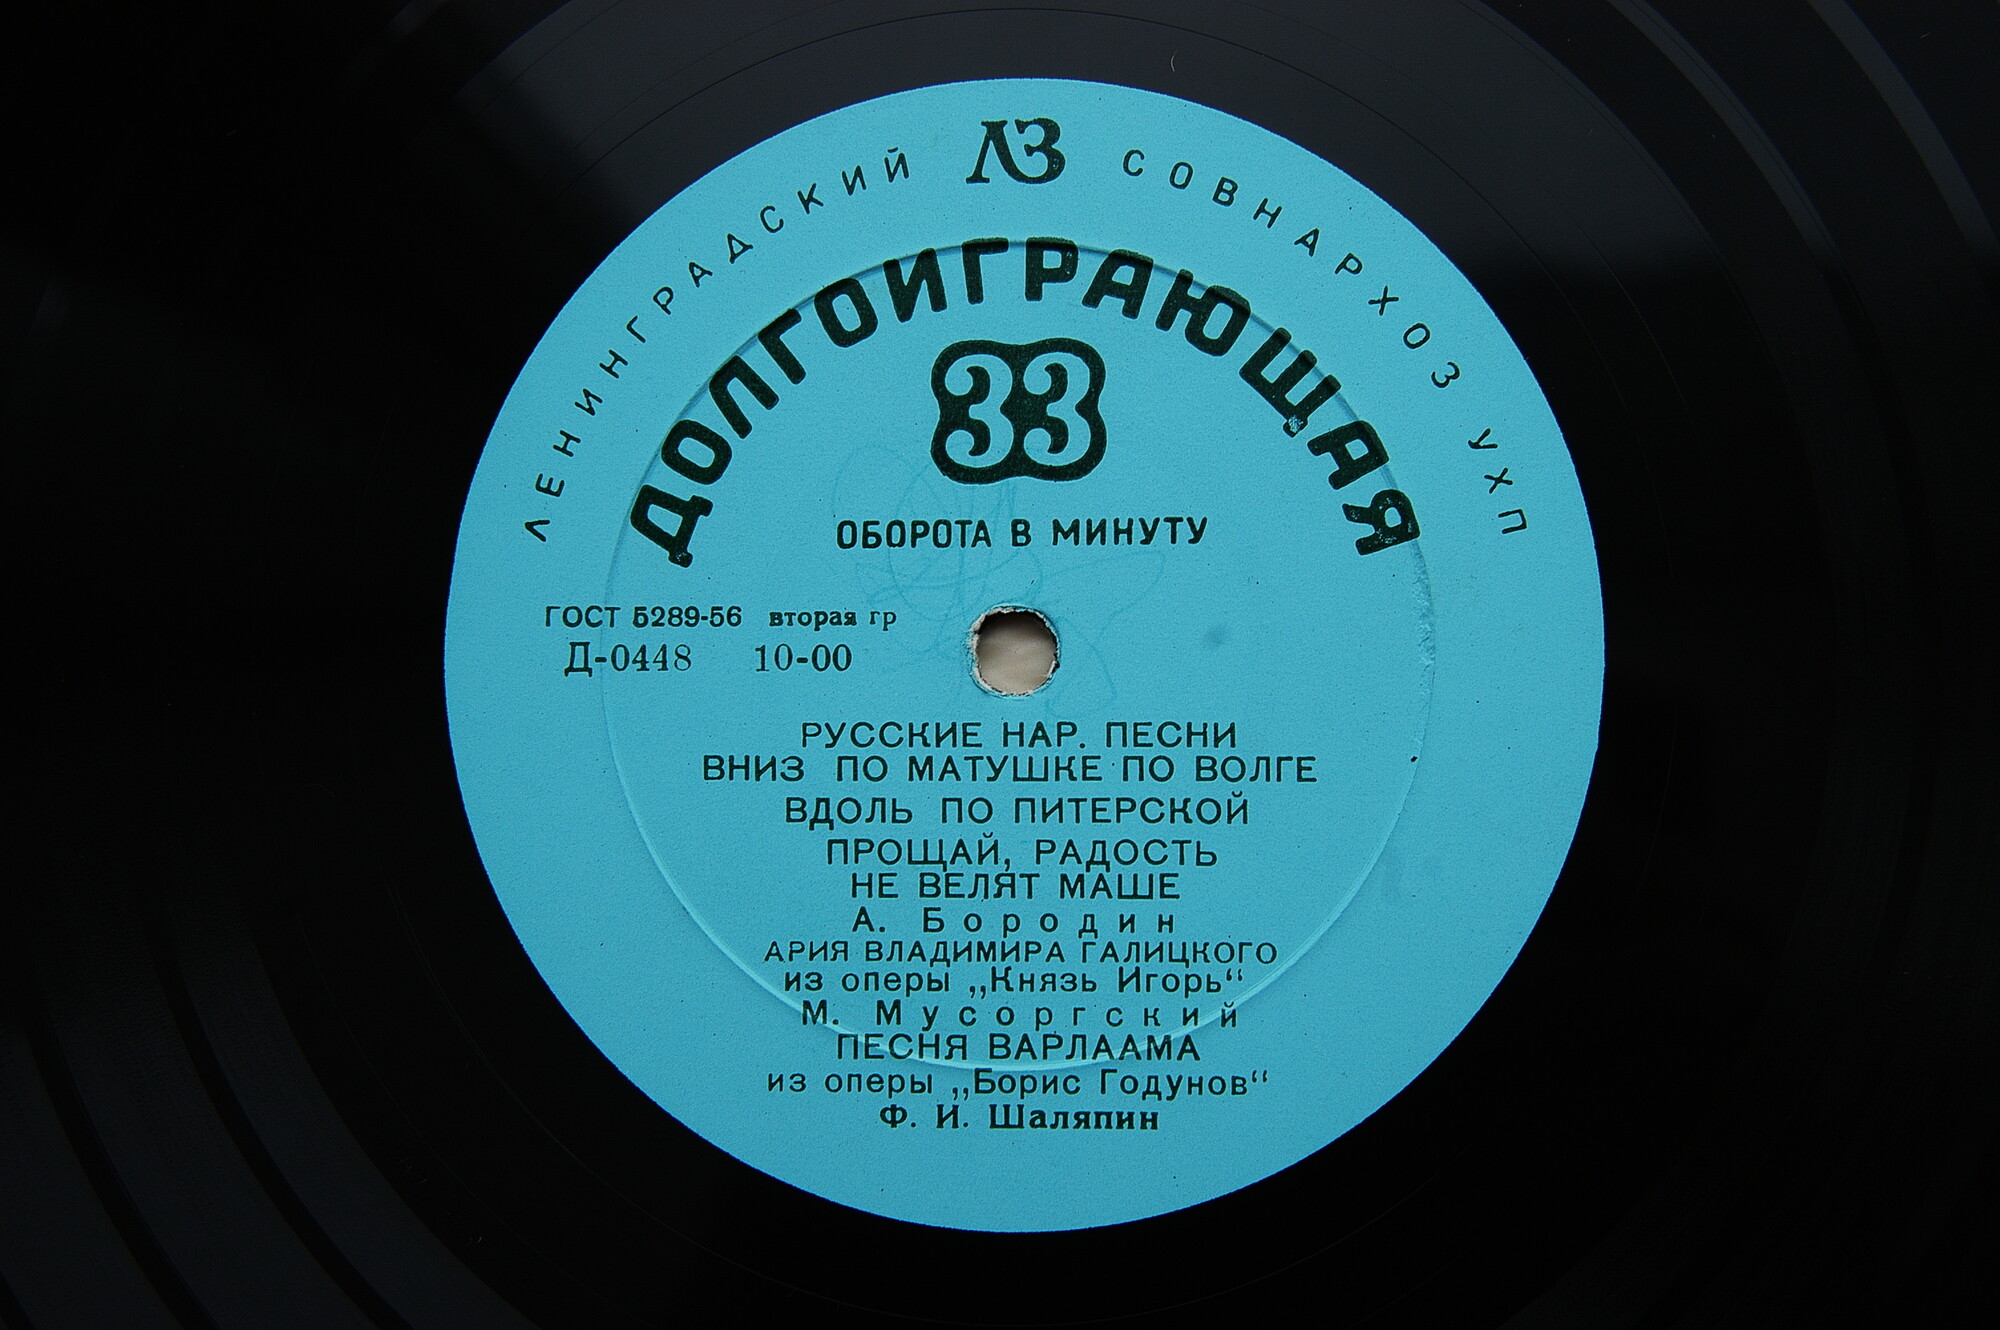 ЛЕНИНГРАДСКИЙ ЛЗ СОВНАРХОЗ УХП
ДОЛГОИГРАЮЩАЯ
33
ОБОРОТА В МИНУТУ
ГОСТ 5289-56 вторая гр
Д-0448 10-00
РУССКИЕ НАР. ПЕСНИ
ВНИЗ ПО МАТУШКЕ ПО ВОЛГЕ
ВДОЛЬ ПО ПИТЕРСКОЙ
ПРОЩАЙ, РАДОСТЬ
НЕ ВЕЛЯТ МАШЕ
А. Бородин
АРИЯ ВЛАДИМИРА ГАЛИЦКОГО
из оперы „Князь Игорь“
М. Мусоргский
ПЕСНЯ ВАРЛААМА
из оперы „Борис Годунов“
Ф. И. Шаляпин